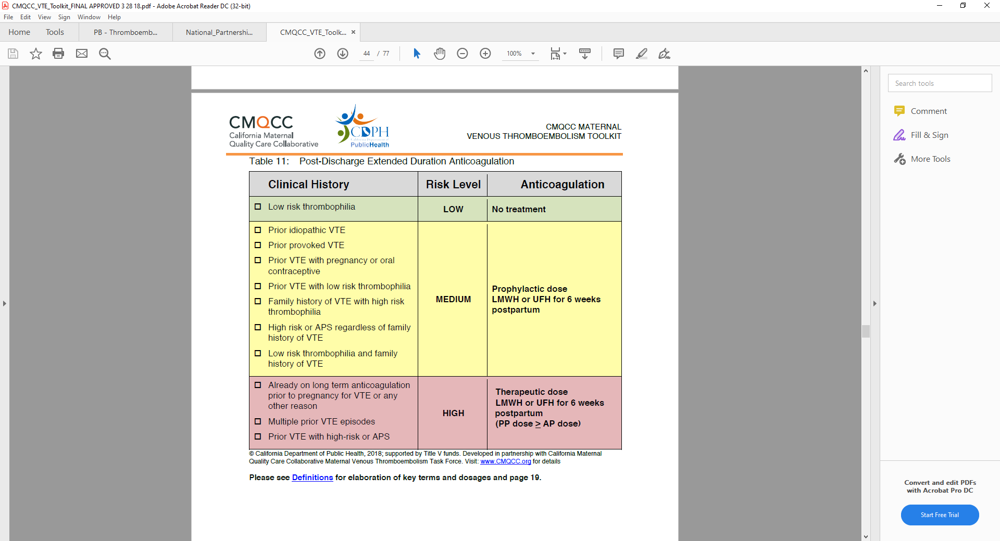 CMQCC_VTE_Toolkit_FINAL APPROVED 3 28 18.pdf - Adobe Acrobat Reader DC (32-bit)
File Edit View Sign Window Help
Home Tools PB - Thromboemb... National_Partnershi... CMQCC_VTE_Toolk... ×
44 / 77 100%
CMQCC
California Maternal
Quality Care Collaborative
CDPH
California Department of
PublicHealth
CMQCC MATERNAL
VENOUS THROMBOEMBOLISM TOOLKIT
Table 11: Post-Discharge Extended Duration Anticoagulation
Clinical History Risk Level Anticoagulation
Low risk thrombophilia LOW No treatment
Prior idiopathic VTE
Prior provoked VTE
Prior VTE with pregnancy or oral
contraceptive
Prior VTE with low risk thrombophilia
Family history of VTE with high risk
thrombophilia
High risk or APS regardless of family
history of VTE
Low risk thrombophilia and family
history of VTE
MEDIUM
Prophylactic dose
LMWH or UFH for 6 weeks
postpartum
Already on long term anticoagulation
prior to pregnancy for VTE or any
other reason
Multiple prior VTE episodes
Prior VTE with high-risk or APS
HIGH
Therapeutic dose
LMWH or UFH for 6 weeks
postpartum
(PP dose ≥ AP dose)
© California Department of Public Health, 2018; supported by Title V funds. Developed in partnership with California Maternal
Quality Care Collaborative Maternal Venous Thromboembolism Task Force. Visit: www.CMQCC.org for details
Please see Definitions for elaboration of key terms and dosages and page 19.
Search tools
Comment
Fill & Sign
More Tools
Convert and edit PDFs
with Acrobat Pro DC
Start Free Trial